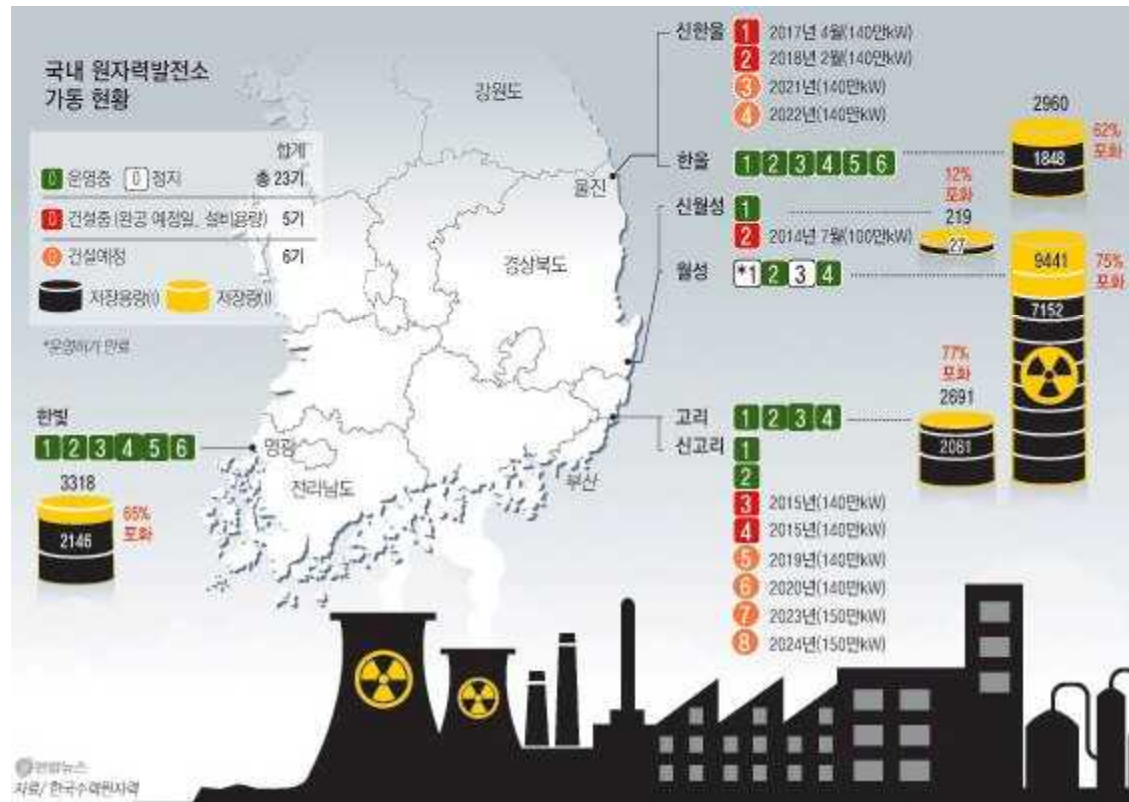 국내 원자력발전소
가동 현황
합계
0 운영중 0 정지 총 23기
0 건설중 (완공 예정일, 설비용량) 5기
0 건설예정 6기
저장용량(t) 저장량(t)
*운영허가 만료
신한울
1 2017년 4월(140만kW)
2 2018년 2월(140만kW)
3 2021년(140만kW)
4 2022년(140만kW)
한울
1 2 3 4 5 6
2960
1848
62%
포화
신월성
1
2 2014년 7월(100만kW)
12%
포화
219
27
월성
*1 2 3 4
9441
7152
75%
포화
고리
1 2 3 4
77%
포화
2691
2061
신고리
1
2
3 2015년(140만kW)
4 2015년(140만kW)
5 2019년(140만kW)
6 2020년(140만kW)
7 2023년(150만kW)
8 2024년(150만kW)
한빛
1 2 3 4 5 6
3318
2146
65%
포화
강원도
울진
경상북도
영광
전라남도
부산
연합뉴스
자료/ 한국수력원자력